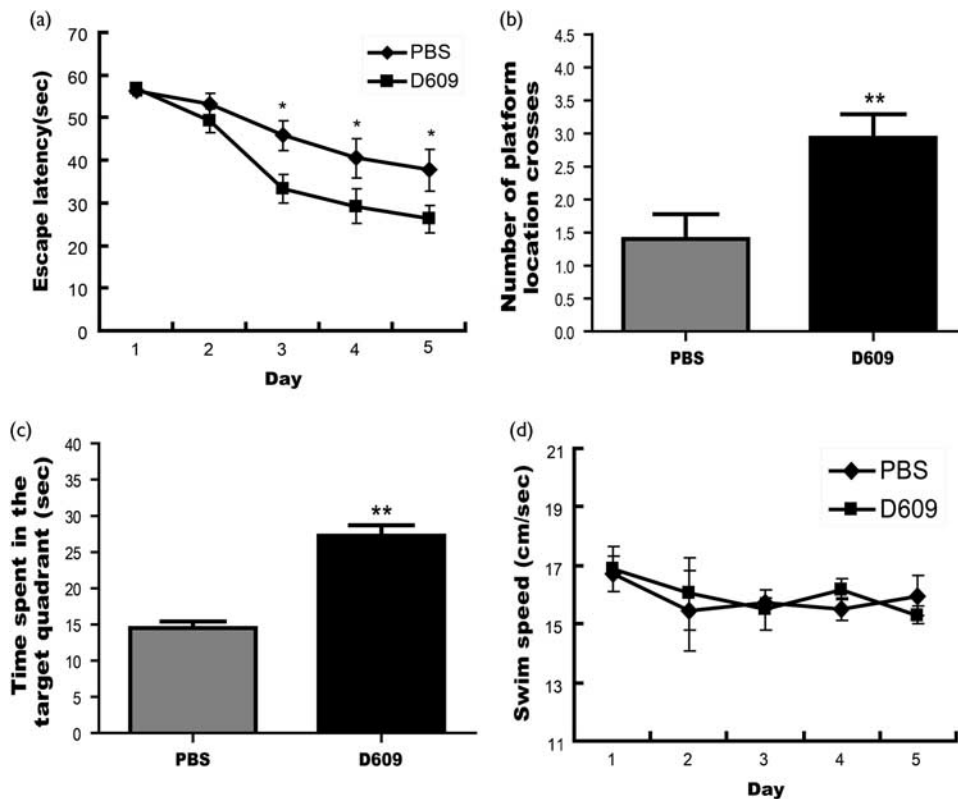 (a)
Escape latency(sec)
70
60
50
40
30
20
10
0
PBS
D609
*
*
*
1 2 3 4 5
Day
(b)
Number of platform
location crosses
4.5
4.0
3.5
3.0
2.5
2.0
1.5
1.0
0.5
0.0
**
PBS D609
(c)
Time spent in the
target quadrant (sec)
40
35
30
25
20
15
10
5
0
**
PBS D609
(d)
Swim speed (cm/sec)
21
19
17
15
13
11
PBS
D609
1 2 3 4 5
Day